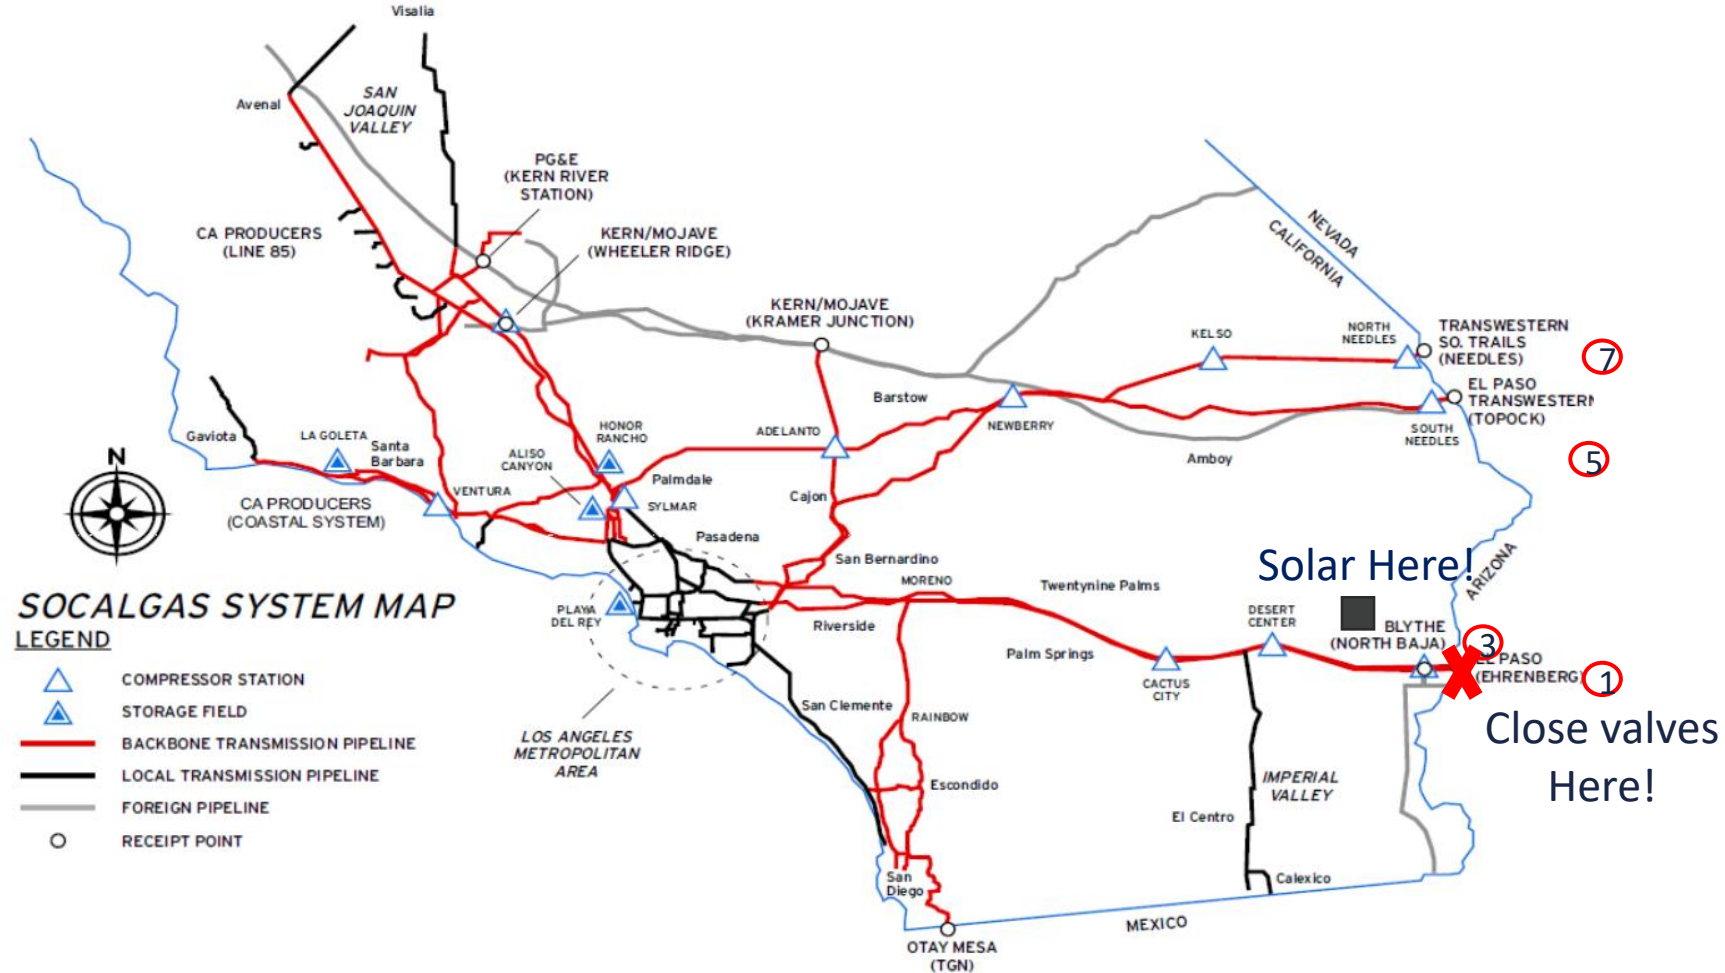 Visalia
Avenal
SAN
JOAQUIN
VALLEY
PG&E
(KERN RIVER
STATION)
CA PRODUCERS
(LINE 85)
KERN/MOJAVE
(WHEELER RIDGE)
KERN/MOJAVE
(KRAMER JUNCTION)
NEVADA
CALIFORNIA
KELSO
NORTH
NEEDLES
TRANSWESTERN
SO. TRAILS
(NEEDLES)
7
EL PASO
TRANSWESTERN
(TOPOCK)
SOUTH
NEEDLES
5
Barstow
NEWBERRY
Amboy
ADELANTO
HONOR
RANCHO
ALISO
CANYON
Palmdale
SYLMAR
Cajon
Gaviota
LA GOLETA
Santa
Barbara
VENTURA
CA PRODUCERS
(COASTAL SYSTEM)
N
Pasadena
San Bernardino
MORENO
Twentynine Palms
Solar Here!
ARIZONA
SOCALGAS SYSTEM MAP
LEGEND
COMPRESSOR STATION
STORAGE FIELD
BACKBONE TRANSMISSION PIPELINE
LOCAL TRANSMISSION PIPELINE
FOREIGN PIPELINE
RECEIPT POINT
PLAYA
DEL REY
Riverside
Palm Springs
CACTUS
CITY
DESERT
CENTER
BLYTHE
(NORTH BAJA)
3
EL PASO
(EHRENBERG)
1
Close valves
Here!
LOS ANGELES
METROPOLITAN
AREA
San Clemente
RAINBOW
Escondido
IMPERIAL
VALLEY
El Centro
Calexico
San
Diego
MEXICO
OTAY MESA
(TGN)